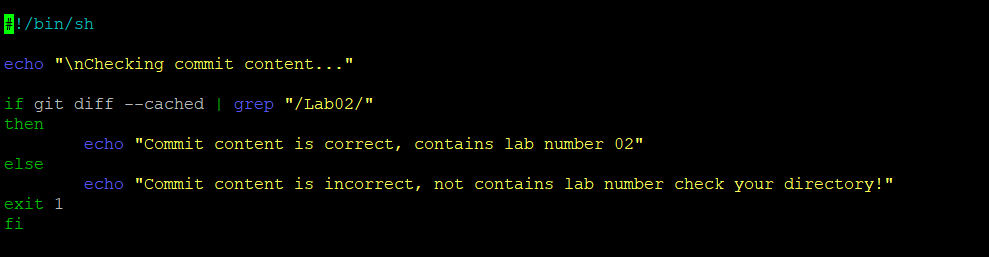 #!/bin/sh
echo "\nChecking commit content..."
if git diff --cached | grep "/Lab02/"
then
echo "Commit content is correct, contains lab number 02"
else
echo "Commit content is incorrect, not contains lab number check your directory!"
exit 1
fi